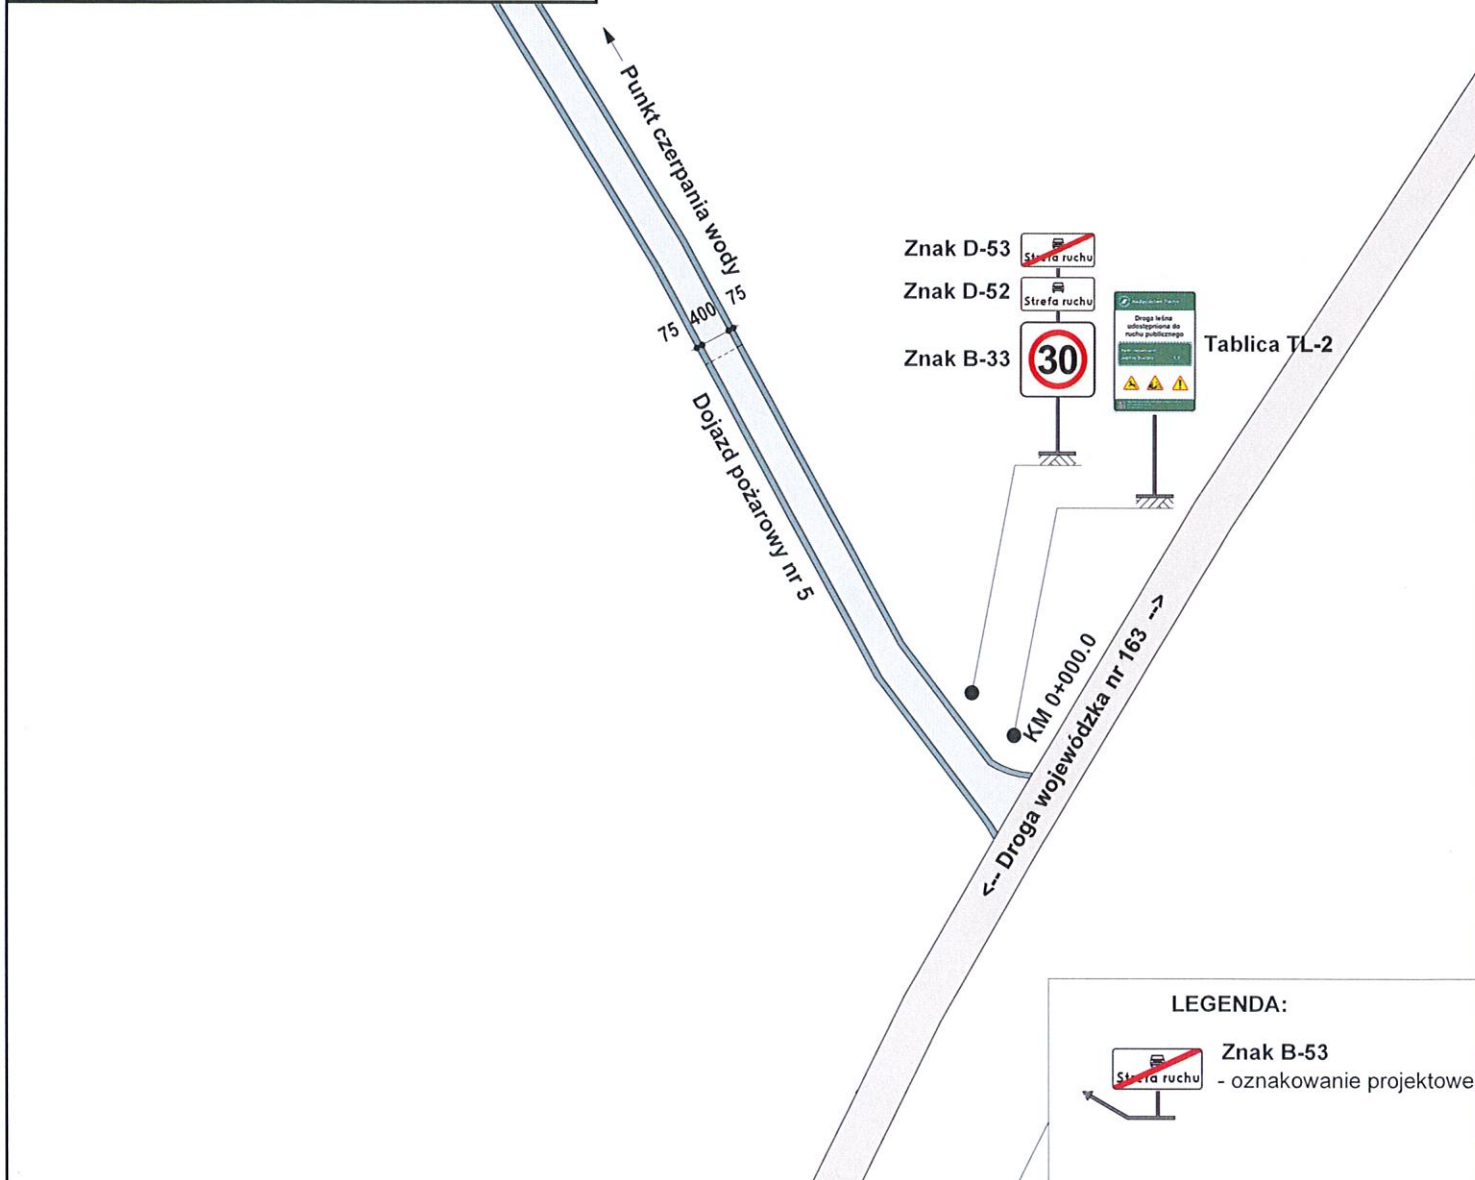 Punkt czerpania wody
75
400
75
Dojazd pożarowy nr 5
Znak D-53
Strefa ruchu
Znak D-52
Strefa ruchu
Znak B-33
30
Droga leśna
udostępniona do
ruchu publicznego
Tablica TL-2
KM 0+000.0
<-- Droga wojewódzka nr 163 -->
LEGENDA:
Znak B-53
Strefa ruchu
- oznakowanie projektowe